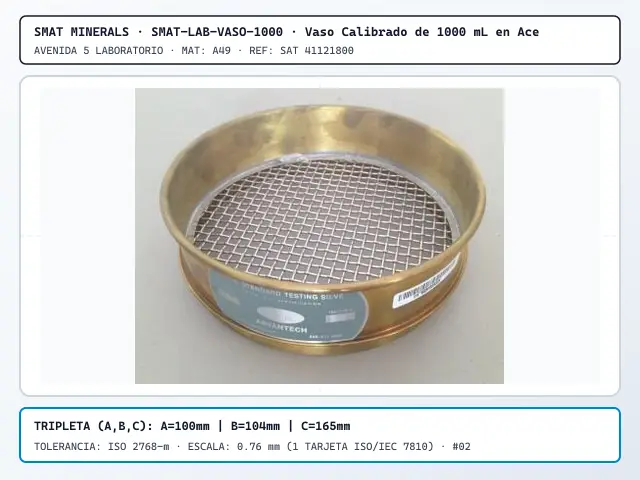 SMAT MINERALS · SMAT-LAB-VASO-1000 · Vaso Calibrado de 1000 mL en Ace
AVENIDA 5 LABORATORIO · MAT: A49 · REF: SAT 41121800
STANDARD TESTING SIEVE
ADVANTECH
TRIPLETA (A,B,C): A=100mm | B=104mm | C=165mm
TOLERANCIA: ISO 2768-m · ESCALA: 0.76 mm (1 TARJETA ISO/IEC 7810) · #02